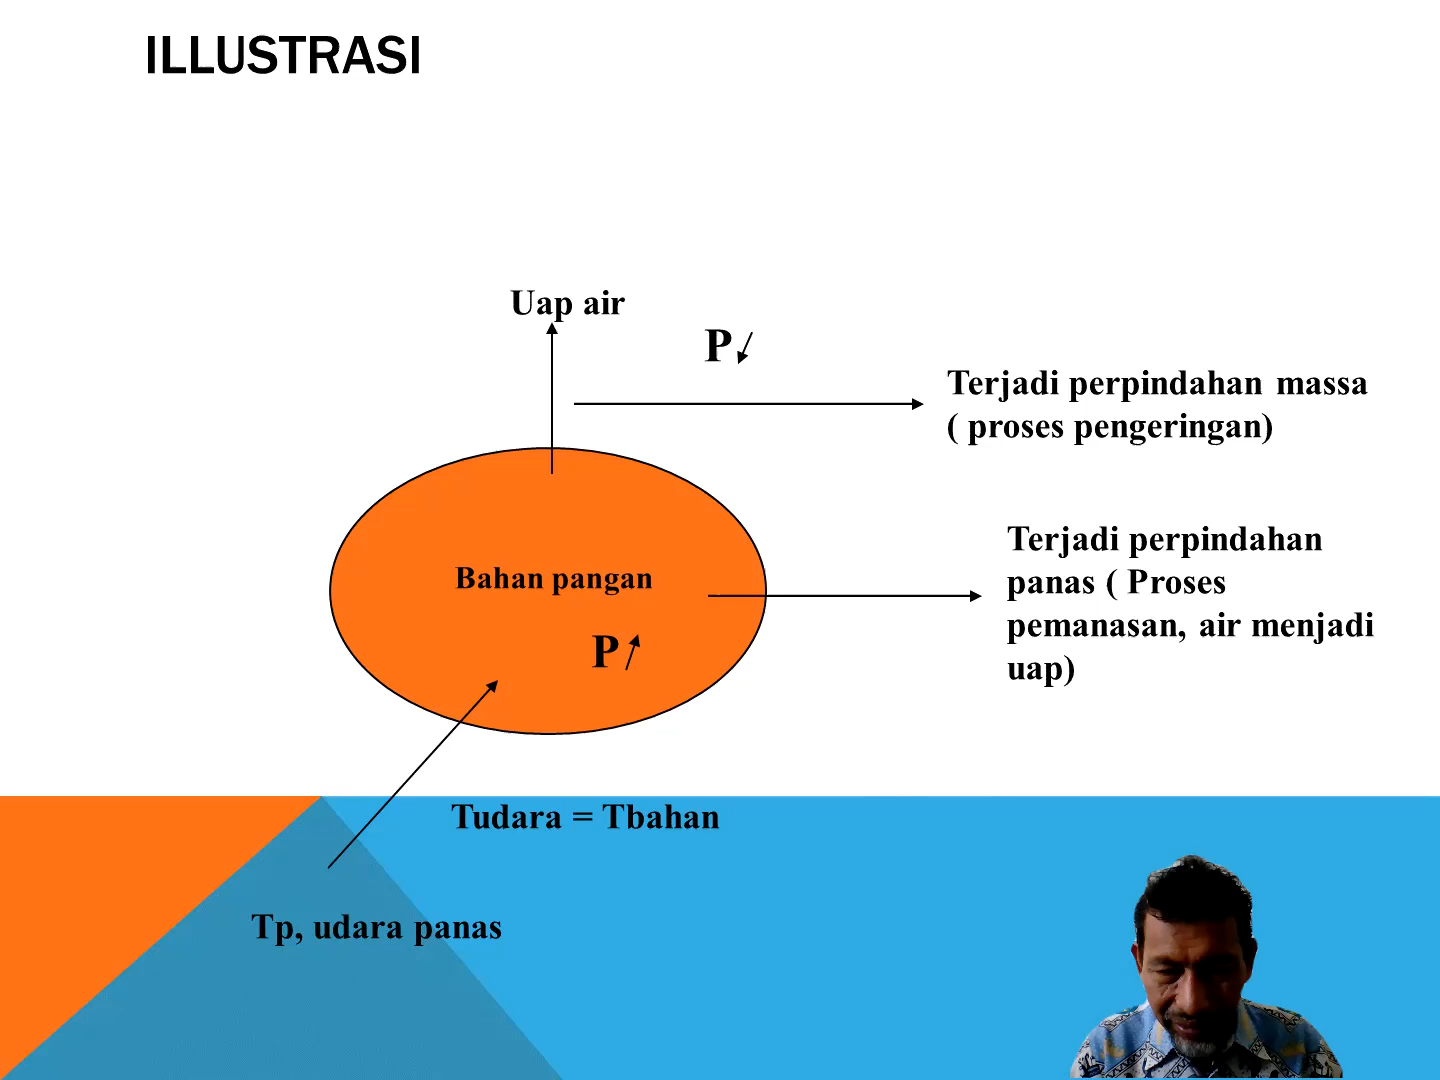 ILLUSTRASI
Uap air
P
Terjadi perpindahan massa
( proses pengeringan)
Terjadi perpindahan
panas ( Proses
pemanasan, air menjadi
uap)
Bahan pangan
P
Tudara = Tbahan
Tp, udara panas